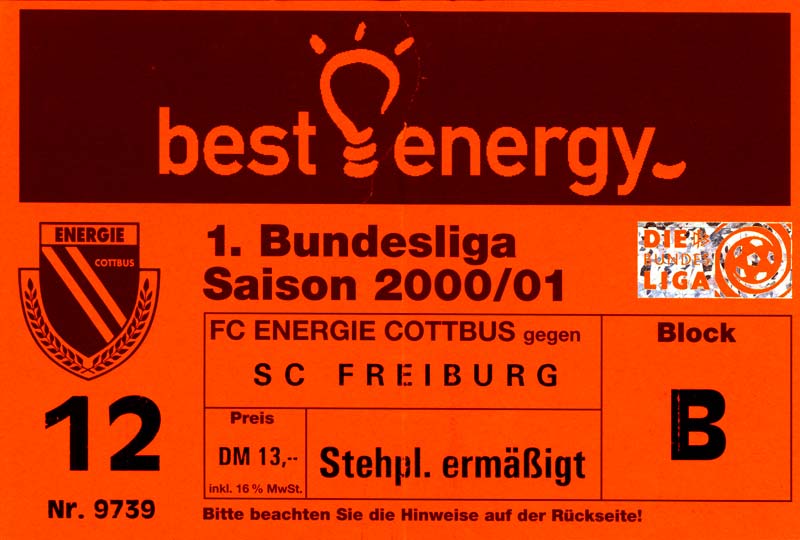 best energy
ENERGIE
COTTBUS
1. Bundesliga
Saison 2000/01
DIE
BUNDES
LIGA
FC ENERGIE COTTBUS gegen
SC FREIBURG
Block
B
12
Nr. 9739
Preis
DM 13,--
inkl. 16 % MwSt.
Stehpl. ermäßigt
Bitte beachten Sie die Hinweise auf der Rückseite!